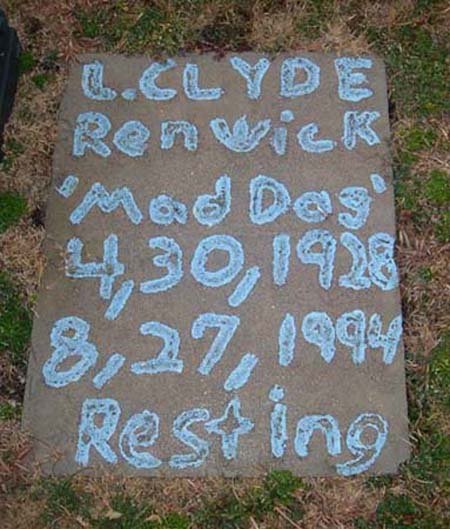 L.CLYDE
Renwick
'Mad Dog'
4,30,1928
8,27,1994
Resting